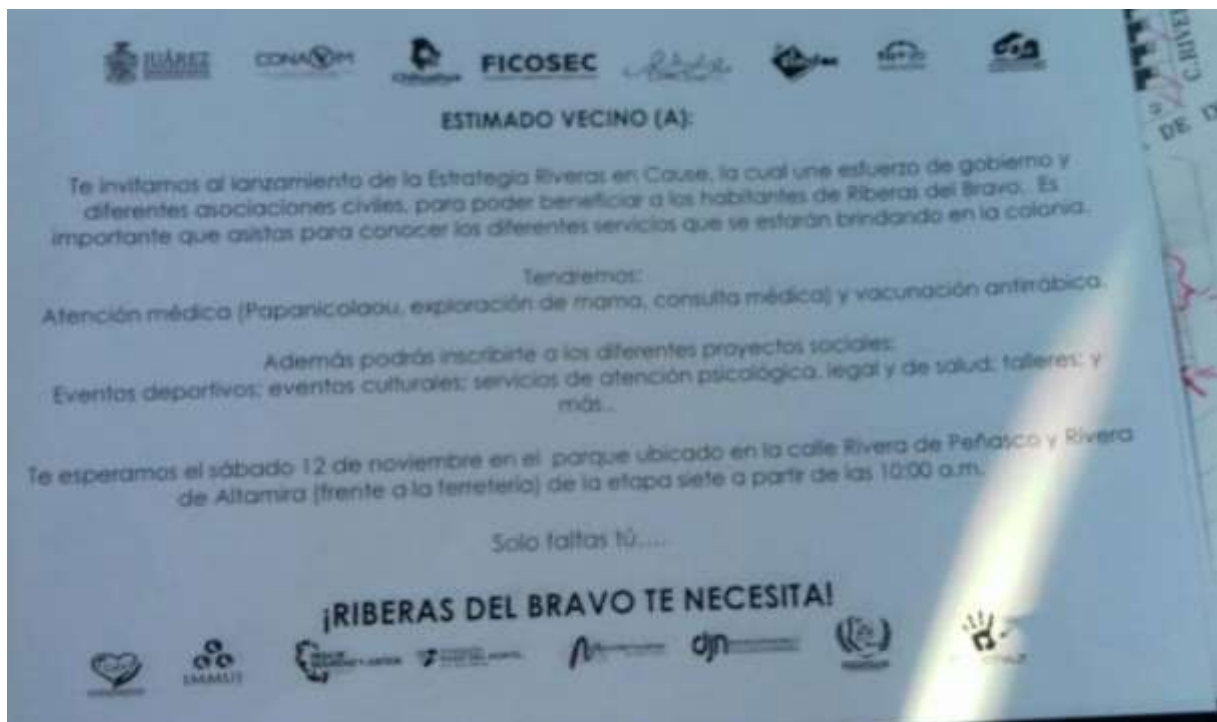 JUÁREZ CONAVIM Chihuahua FICOSEC
ESTIMADO VECINO (A):
Te invitamos al lanzamiento de la Estrategia Riveras en Cause, la cual une esfuerzo de gobierno y
diferentes asociaciones civiles, para poder beneficiar a los habitantes de Riberas del Bravo. Es
importante que asistas para conocer los diferentes servicios que se estarán brindando en la colonia.
Tendremos:
Atención médica (Papanicolaou, exploración de mama, consulta médica) y vacunación antirrábica.
Además podrás inscribirte a los diferentes proyectos sociales:
Eventos deportivos; eventos culturales; servicios de atención psicológica, legal y de salud; talleres; y
más..
Te esperamos el sábado 12 de noviembre en el parque ubicado en la calle Rivera de Peñasco y Rivera
de Altamira (frente a la ferretería) de la etapa siete a partir de las 10:00 a.m.
Solo faltas tú....
¡RIBERAS DEL BRAVO TE NECESITA!
djn